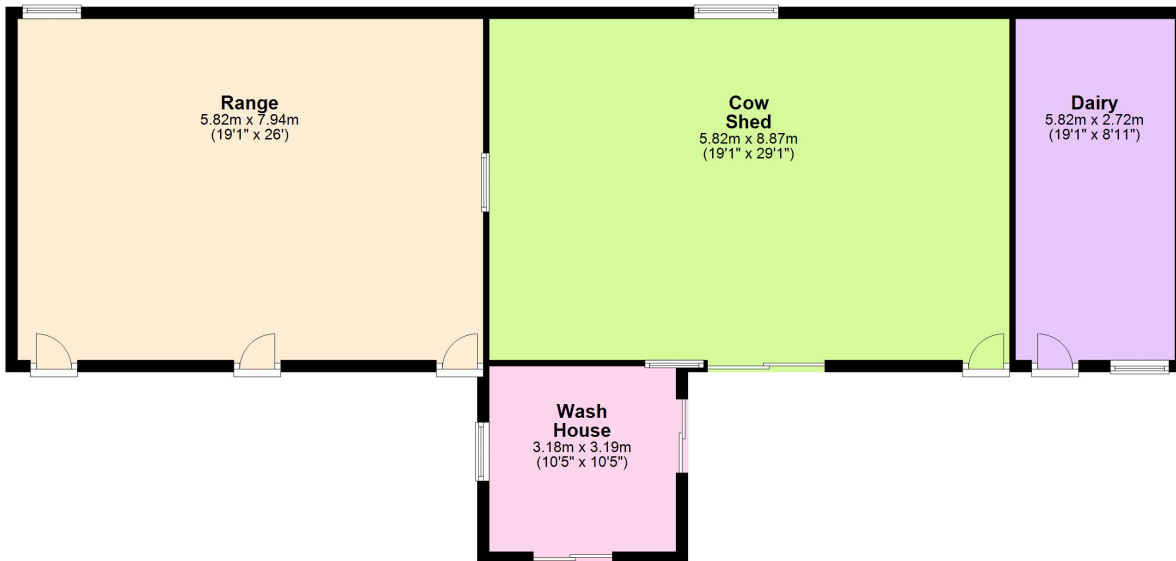 Range
5.82m x 7.94m
(19'1" x 26')
Cow
Shed
5.82m x 8.87m
(19'1" x 29'1")
Dairy
5.82m x 2.72m
(19'1" x 8'11")
Wash
House
3.18m x 3.19m
(10'5" x 10'5")